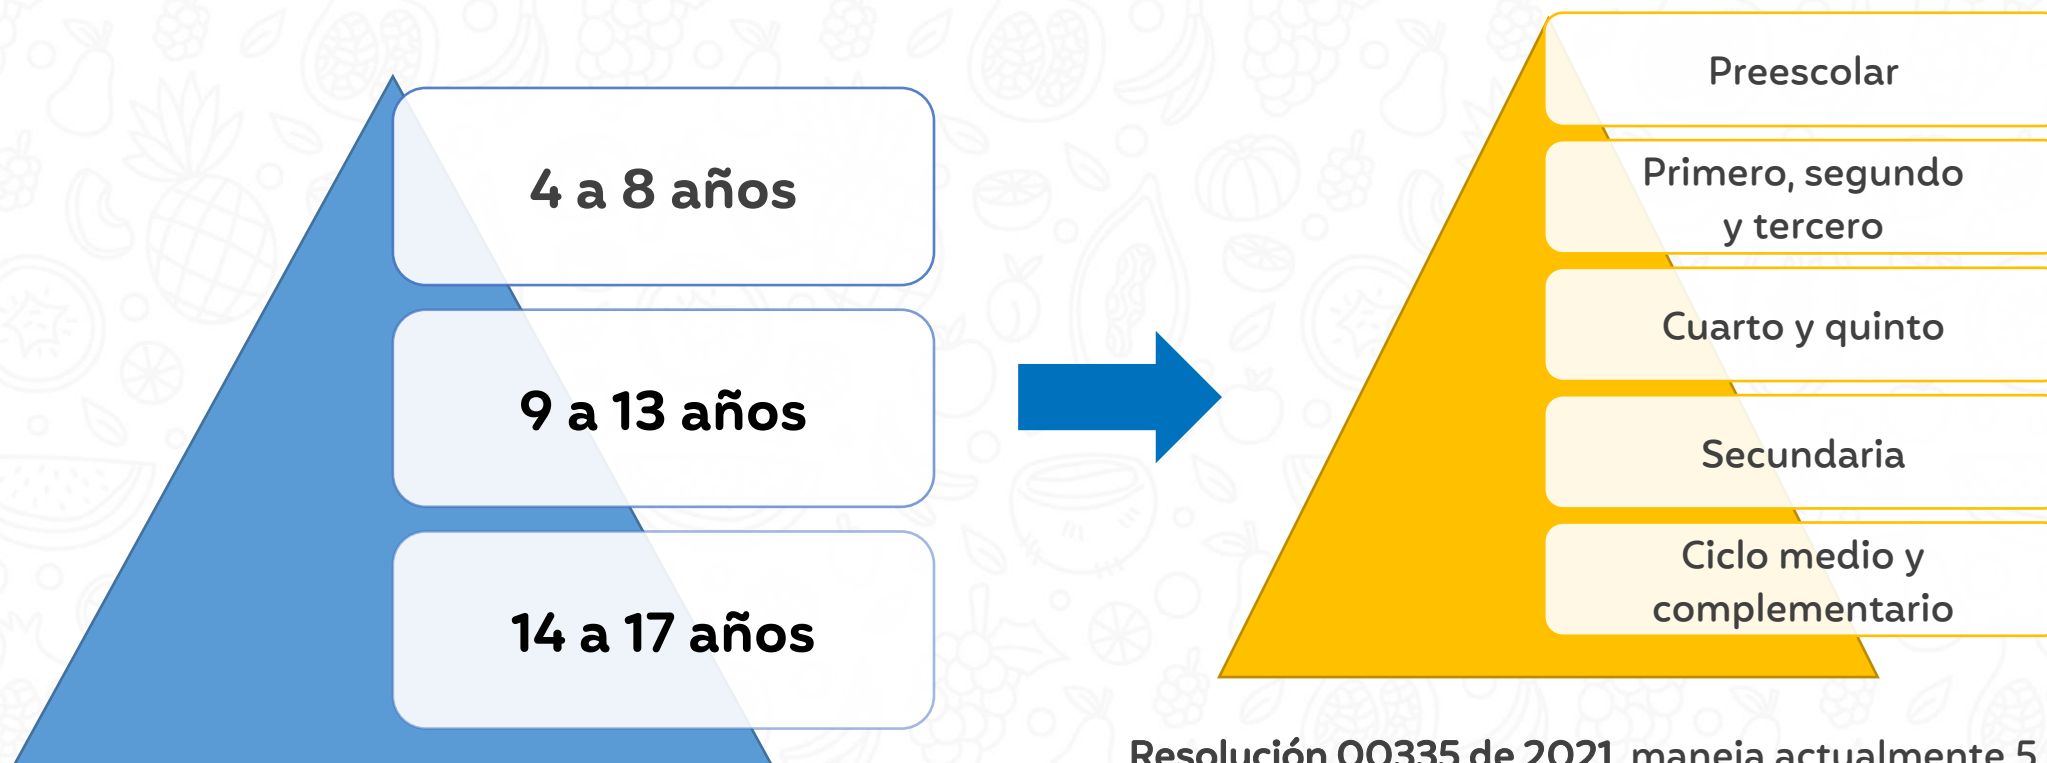 4 a 8 años
9 a 13 años
14 a 17 años
Preescolar
Primero, segundo
y tercero
Cuarto y quinto
Secundaria
Ciclo medio y
complementario
Resolución 00335 de 2021, maneja actualmente 5